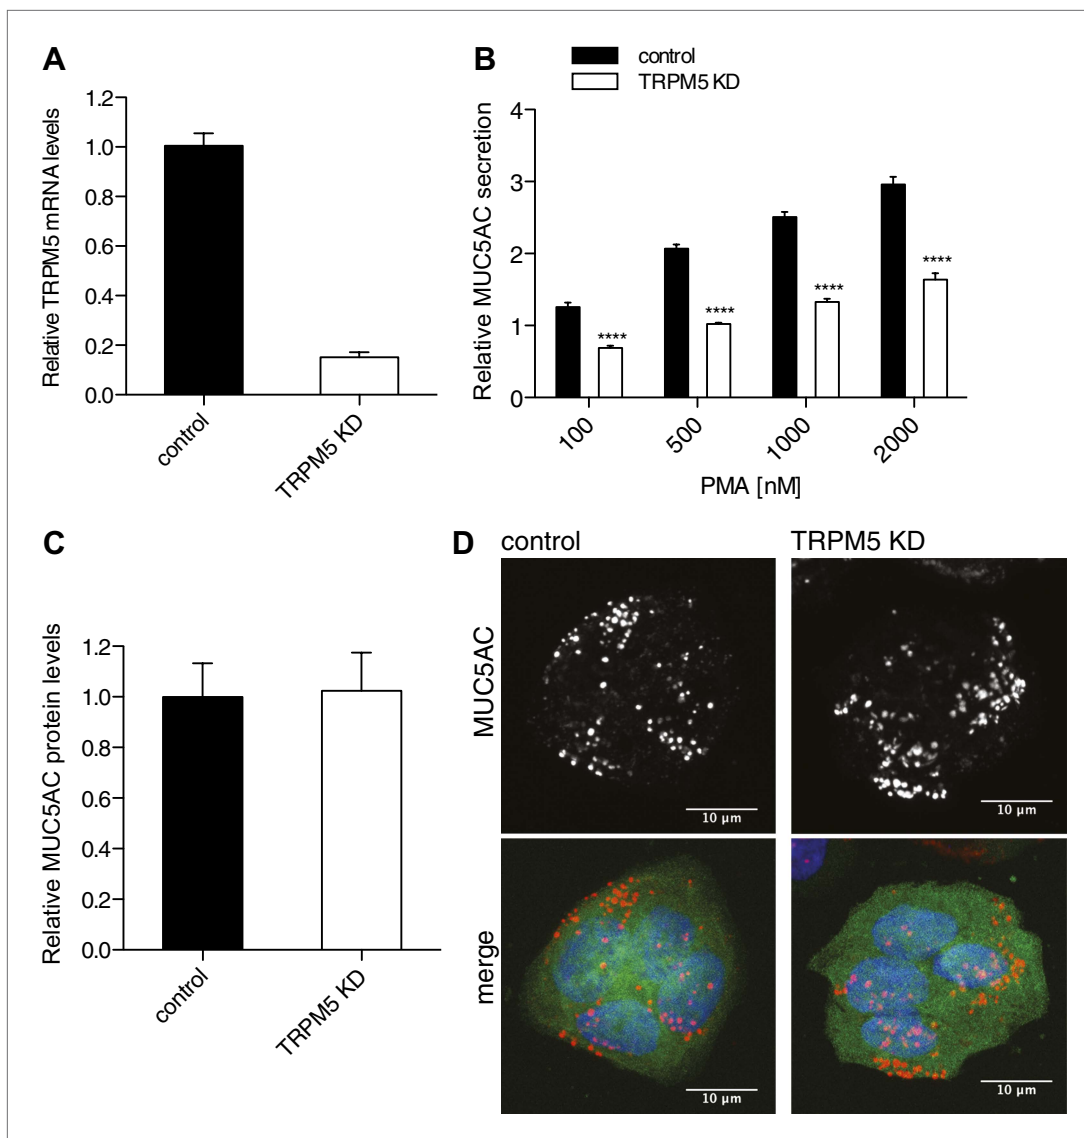 A
Relative TRPM5 mRNA levels
1.2
1.0
0.8
0.6
0.4
0.2
0.0
control
TRPM5 KD
B
control
TRPM5 KD
Relative MUC5AC secretion
4
3
2
1
0
****
****
****
****
100
500
1000
2000
PMA [nM]
C
Relative MUC5AC protein levels
1.2
1.0
0.8
0.6
0.4
0.2
0.0
control
TRPM5 KD
D
control
TRPM5 KD
MUC5AC
10 µm
10 µm
merge
10 µm
10 µm